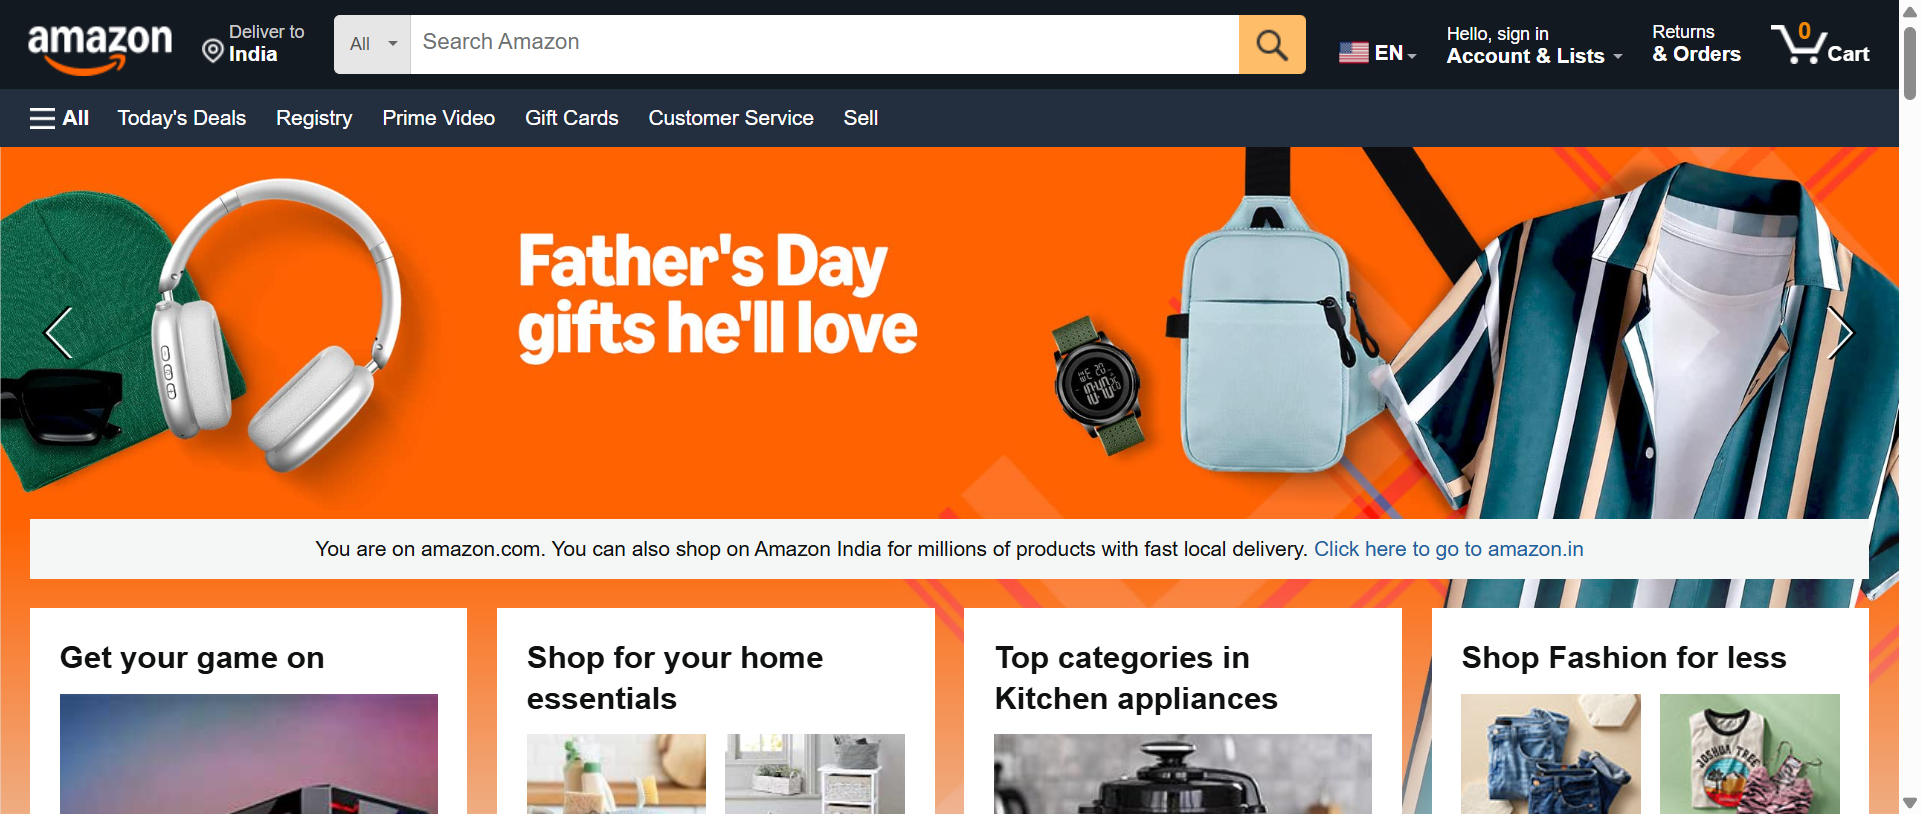 amazon
Deliver to
India
All
Search Amazon
EN
Hello, sign in
Account & Lists
Returns
& Orders
0
Cart
All
Today's Deals
Registry
Prime Video
Gift Cards
Customer Service
Sell
Father's Day
gifts he'll love
10:40
You are on amazon.com. You can also shop on Amazon India for millions of products with fast local delivery. Click here to go to amazon.in
Get your game on
Shop for your home
essentials
Top categories in
Kitchen appliances
Shop Fashion for less
JOSHUA TREE